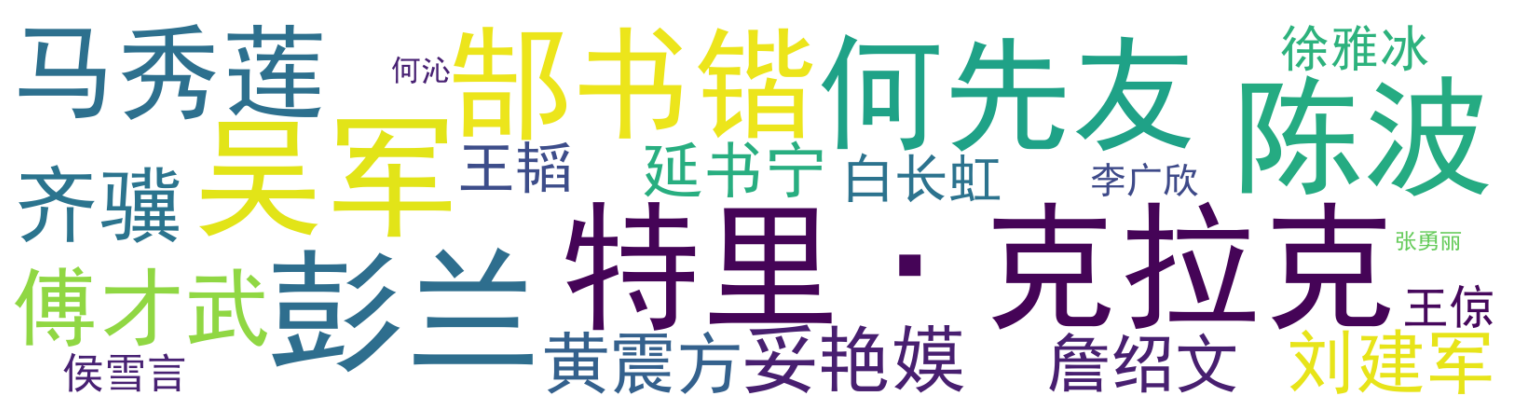 马秀莲
何沁
郜书锴
何先友
徐雅冰
陈波
吴军
王韬
延书宁
白长虹
李广欣
齐骥
特里·克拉克
张勇丽
傅才武
彭兰
王倞
侯雪言
黄震方
妥艳媜
詹绍文
刘建军